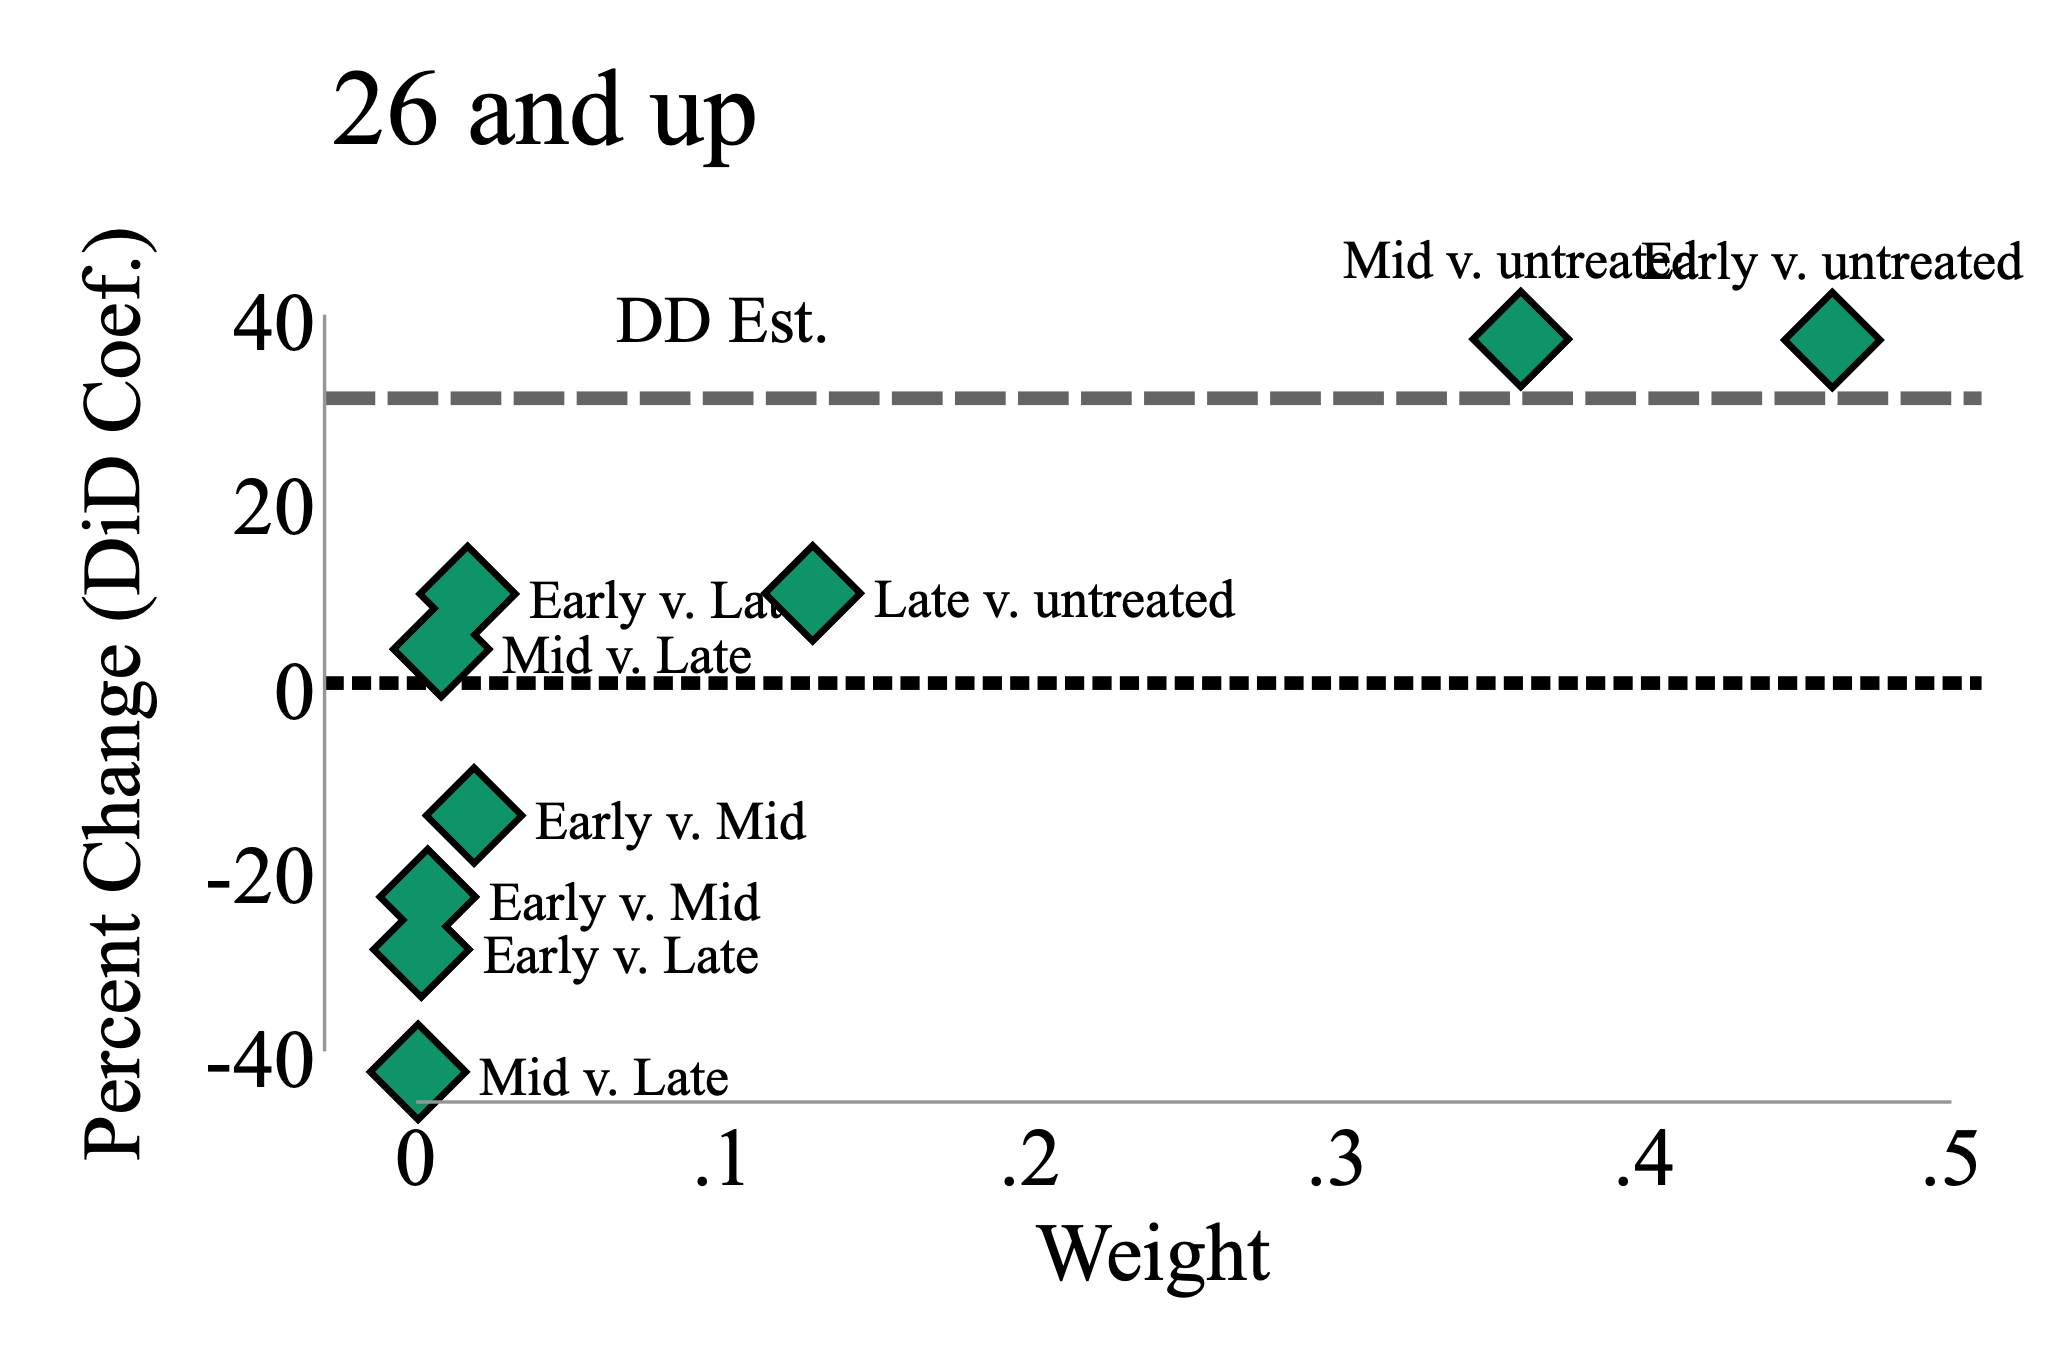 26 and up
Percent Change (DiD Coef.)
Mid v. untreated
Early v. untreated
DD Est.
40
20
0
-20
-40
Early v. Late
Late v. untreated
Mid v. Late
Early v. Mid
Early v. Mid
Early v. Late
Mid v. Late
0 .1 .2 .3 .4 .5
Weight